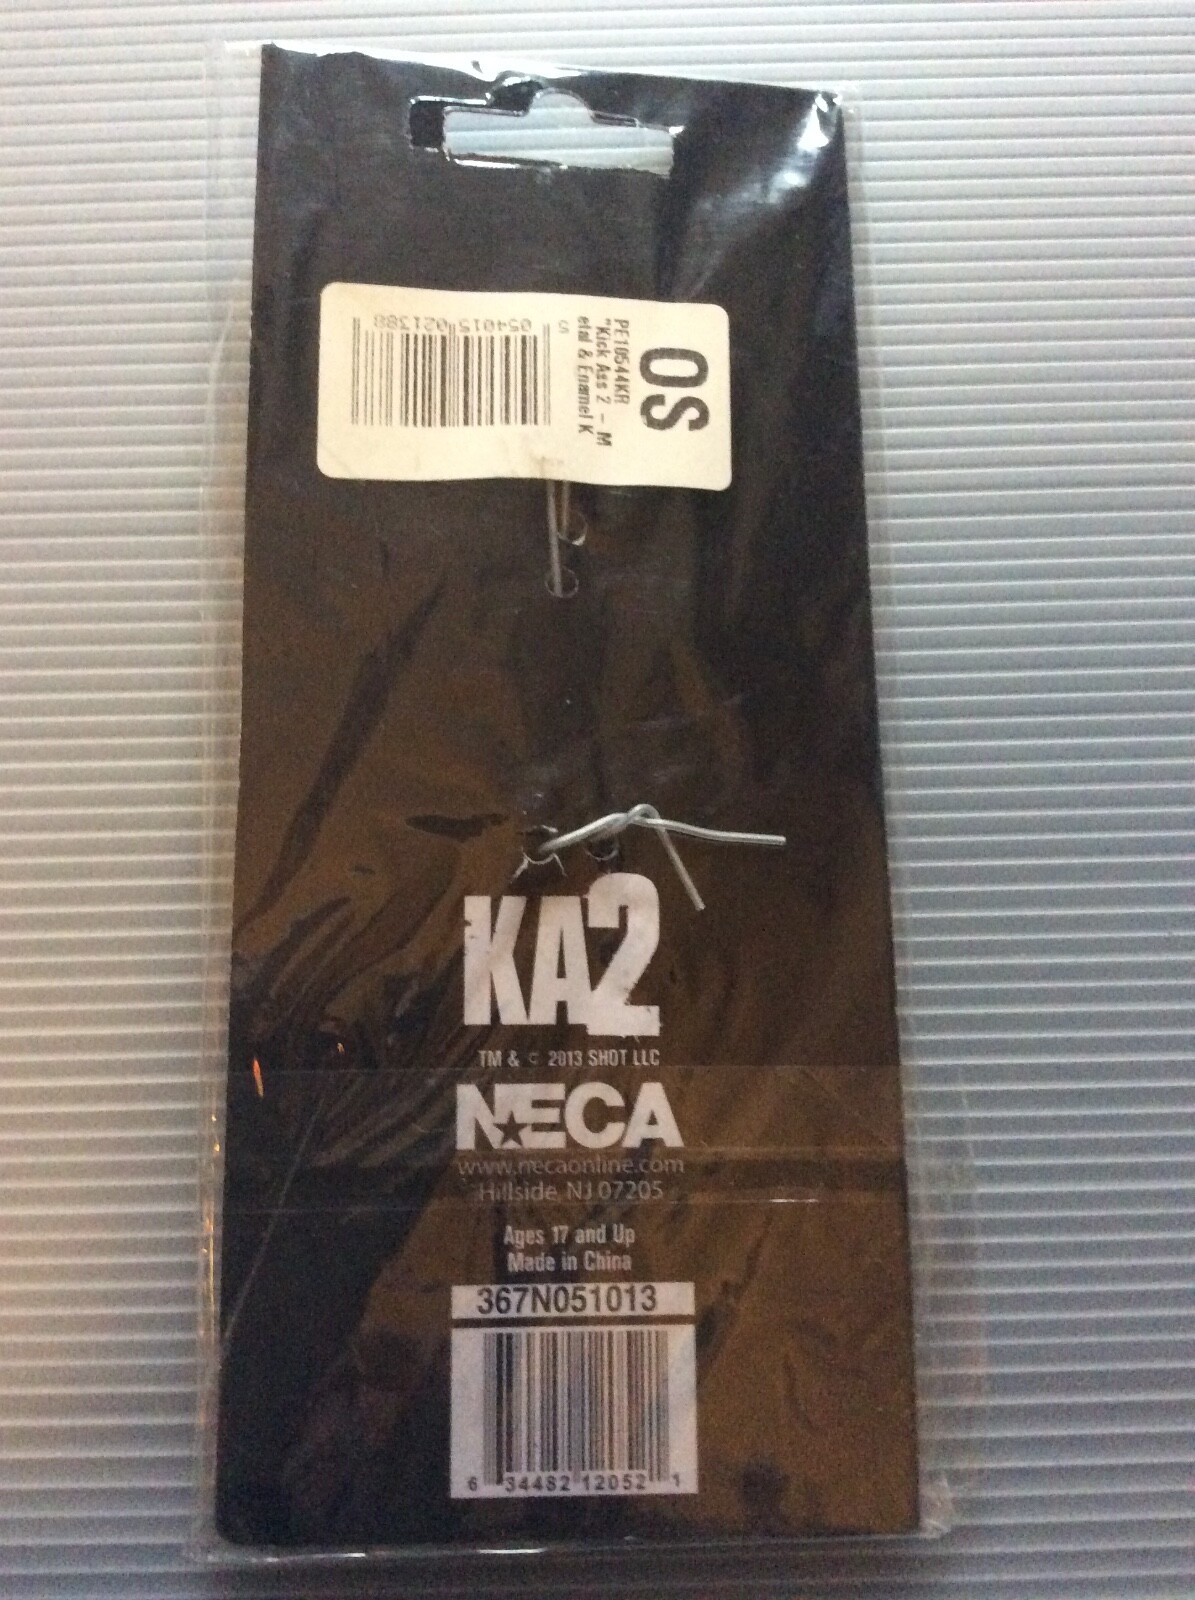 OS
PE10544KR
"Kick Ass 2 - M
etal & Enamel K
S
054015 021388
KA2
TM & © 2013 SHOT LLC
NECA
www.necaonline.com
Hillside, NJ 07205
Ages 17 and Up
Made in China
367N051013
6 34482 12052 1